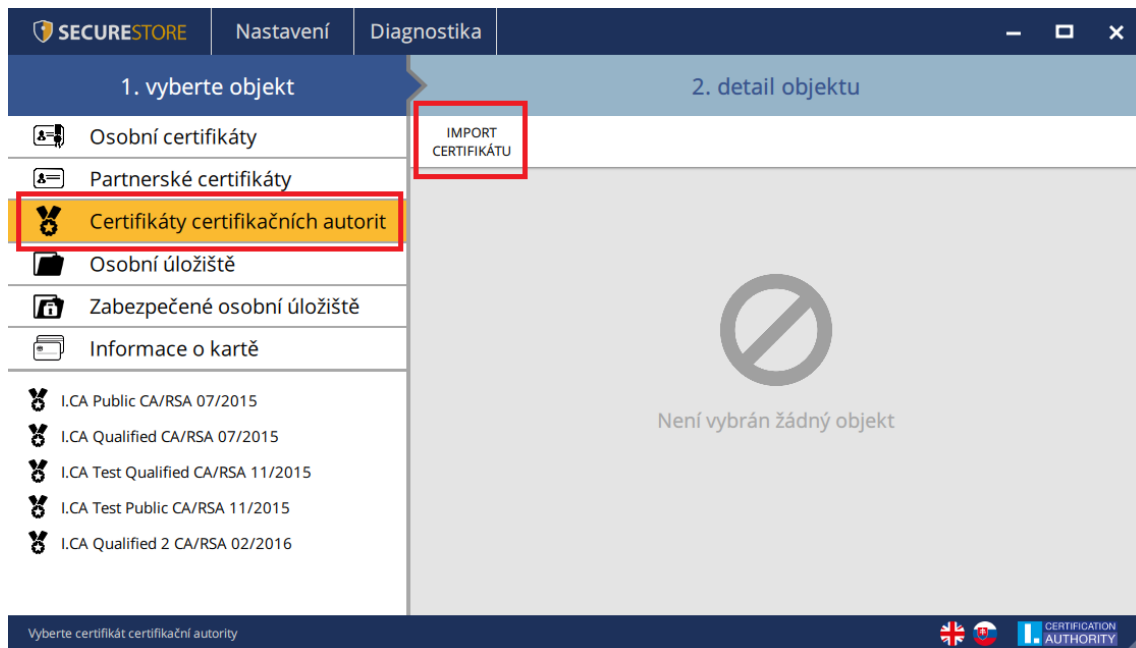 SECURESTORE
Nastavení
Diagnostika
1. vyberte objekt
2. detail objektu
Osobní certifikáty
Partnerské certifikáty
Certifikáty certifikačních autorit
Osobní úložiště
Zabezpečené osobní úložiště
Informace o kartě
I.CA Public CA/RSA 07/2015
I.CA Qualified CA/RSA 07/2015
I.CA Test Qualified CA/RSA 11/2015
I.CA Test Public CA/RSA 11/2015
I.CA Qualified 2 CA/RSA 02/2016
IMPORT
CERTIFIKÁTU
Není vybrán žádný objekt
Vyberte certifikát certifikační autority
I.
CERTIFICATION
AUTHORITY